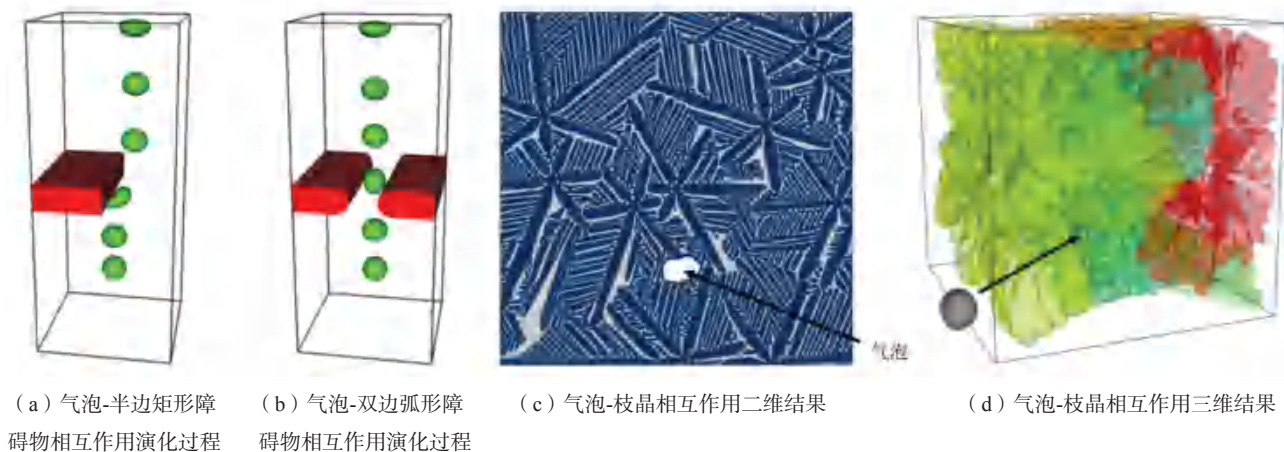 气泡
（a）气泡-半边矩形障
碍物相互作用演化过程
（b）气泡-双边弧形障
碍物相互作用演化过程
（c）气泡-枝晶相互作用二维结果
（d）气泡-枝晶相互作用三维结果